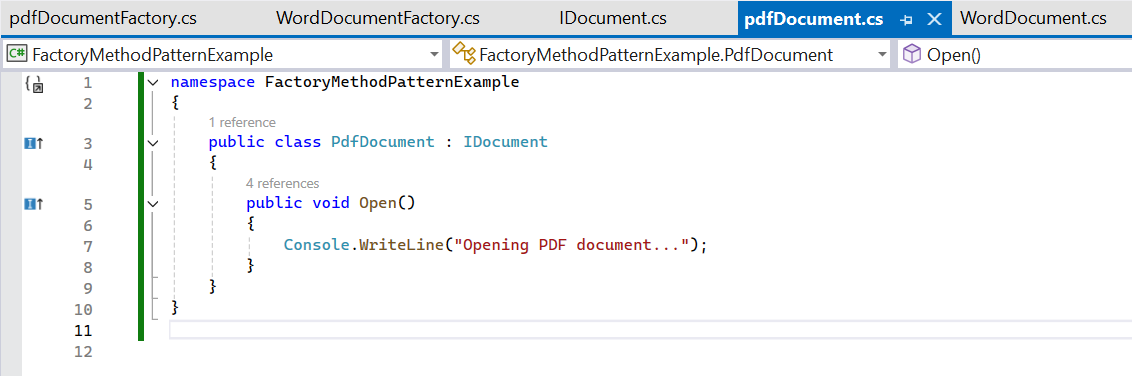 pdfDocumentFactory.cs WordDocumentFactory.cs IDocument.cs pdfDocument.cs WordDocument.cs
C# FactoryMethodPatternExample FactoryMethodPatternExample.PdfDocument Open()
1 namespace FactoryMethodPatternExample
2 {
1 reference
3 public class PdfDocument : IDocument
4 {
4 references
5 public void Open()
6 {
7 Console.WriteLine("Opening PDF document...");
8 }
9 }
10 }
11
12